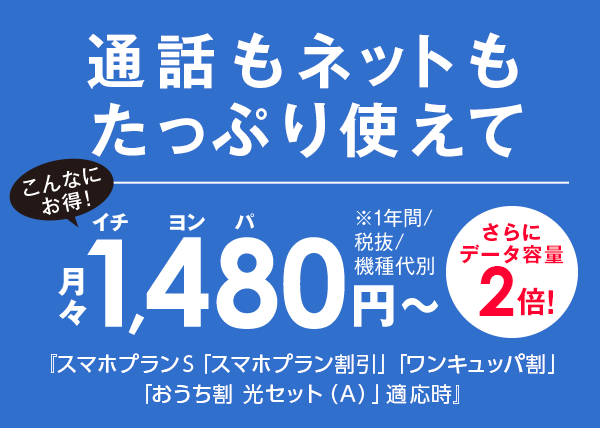 通話もネットも
たっぷり使えて
こんなに
お得!
イチ ヨン パ
月々1,480円〜
※1年間/
税抜/
機種代別
さらに
データ容量
2倍!
『スマホプランS「スマホプラン割引」「ワンキュッパ割」
「おうち割 光セット(A)」適応時』